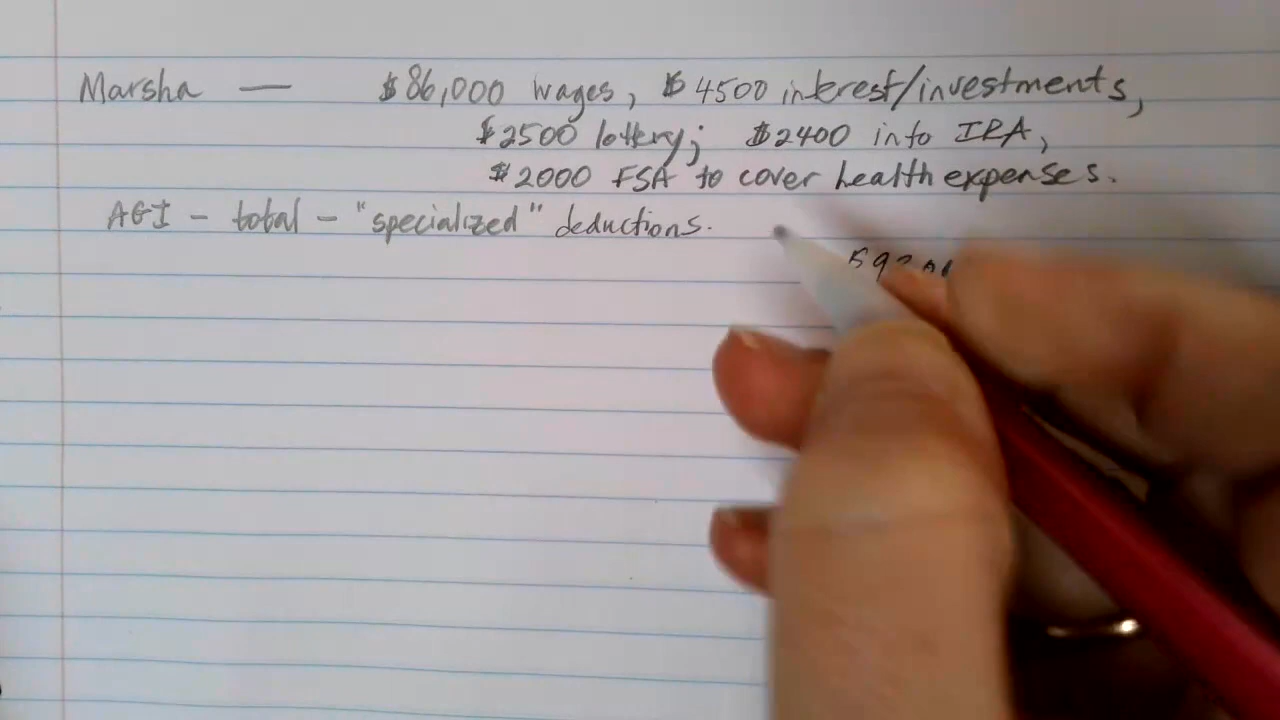 Marsha — $86,000 wages, $4500 interest/investments,
$2500 lottery; $2400 into IRA,
$2000 FSA to cover health expenses.
AGI - total - "specialized" deductions.